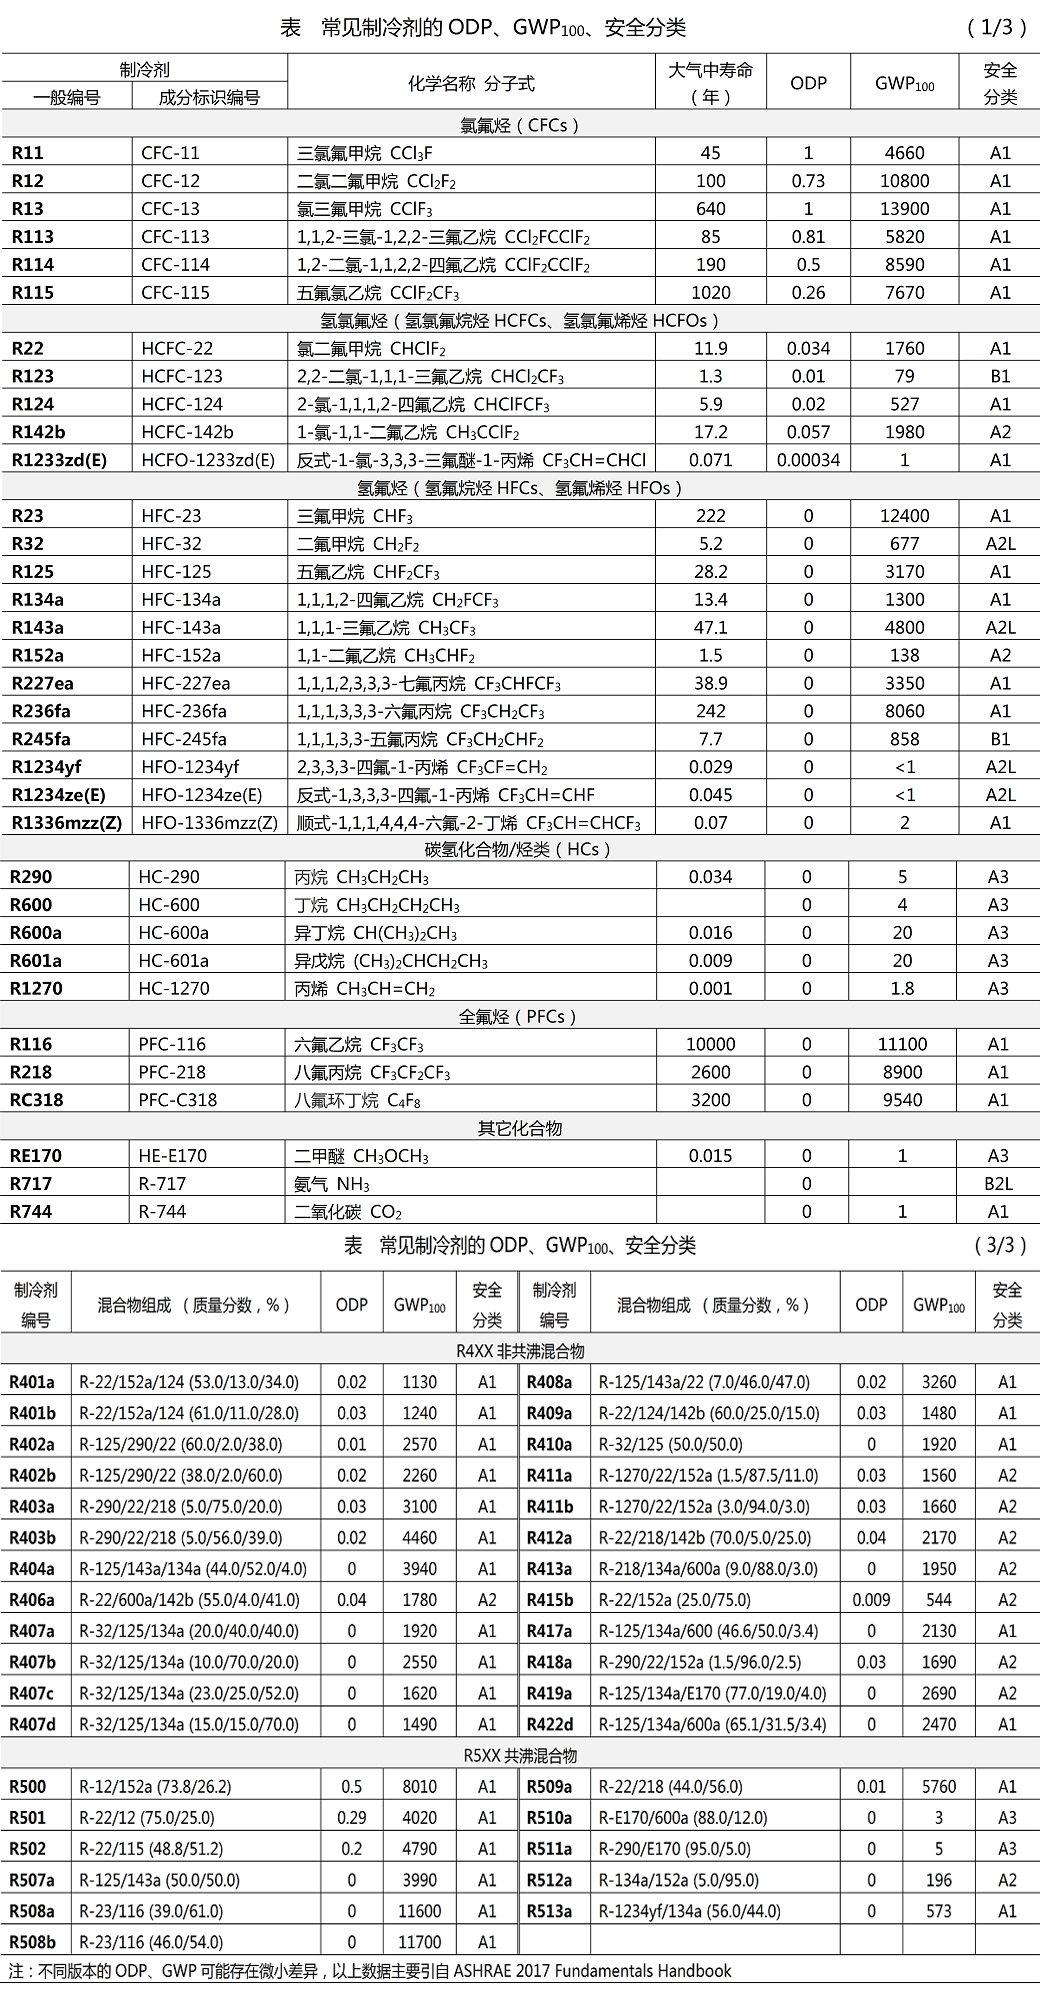 表 常见制冷剂的 ODP、GWP100、安全分类 （1/3）
制冷剂 化学名称 分子式 大气中寿命（年） ODP GWP100 安全分类
一般编号 成分标识编号
氯氟烃（CFCs）
R11 CFC-11 三氯氟甲烷 CCl3F 45 1 4660 A1
R12 CFC-12 二氯二氟甲烷 CCl2F2 100 0.73 10800 A1
R13 CFC-13 氯三氟甲烷 CClF3 640 1 13900 A1
R113 CFC-113 1,1,2-三氯-1,2,2-三氟乙烷 CCl2FCClF2 85 0.81 5820 A1
R114 CFC-114 1,2-二氯-1,1,2,2-四氟乙烷 CClF2CClF2 190 0.5 8590 A1
R115 CFC-115 五氟氯乙烷 CClF2CF3 1020 0.26 7670 A1
氢氯氟烃（氢氯氟烷烃 HCFCs、氢氯氟烯烃 HCFOs）
R22 HCFC-22 氯二氟甲烷 CHClF2 11.9 0.034 1760 A1
R123 HCFC-123 2,2-二氯-1,1,1-三氟乙烷 CHCl2CF3 1.3 0.01 79 B1
R124 HCFC-124 2-氯-1,1,1,2-四氟乙烷 CHClFCF3 5.9 0.02 527 A1
R142b HCFC-142b 1-氯-1,1-二氟乙烷 CH3CClF2 17.2 0.057 1980 A2
R1233zd(E) HCFO-1233zd(E) 反式-1-氯-3,3,3-三氟醚-1-丙烯 CF3CH=CHCl 0.071 0.00034 1 A1
氢氟烃（氢氟烷烃 HFCs、氢氟烯烃 HFOs）
R23 HFC-23 三氟甲烷 CHF3 222 0 12400 A1
R32 HFC-32 二氟甲烷 CH2F2 5.2 0 677 A2L
R125 HFC-125 五氟乙烷 CHF2CF3 28.2 0 3170 A1
R134a HFC-134a 1,1,1,2-四氟乙烷 CH2FCF3 13.4 0 1300 A1
R143a HFC-143a 1,1,1-三氟乙烷 CH3CF3 47.1 0 4800 A2L
R152a HFC-152a 1,1-二氟乙烷 CH3CHF2 1.5 0 138 A2
R227ea HFC-227ea 1,1,1,2,3,3,3-七氟丙烷 CF3CHFCF3 38.9 0 3350 A1
R236fa HFC-236fa 1,1,1,3,3,3-六氟丙烷 CF3CH2CF3 242 0 8060 A1
R245fa HFC-245fa 1,1,1,3,3-五氟丙烷 CF3CH2CHF2 7.7 0 858 B1
R1234yf HFO-1234yf 2,3,3,3-四氟-1-丙烯 CF3CF=CH2 0.029 0 <1 A2L
R1234ze(E) HFO-1234ze(E) 反式-1,3,3,3-四氟-1-丙烯 CF3CH=CHF 0.045 0 <1 A2L
R1336mzz(Z) HFO-1336mzz(Z) 顺式-1,1,1,4,4,4-六氟-2-丁烯 CF3CH=CHCF3 0.07 0 2 A1
碳氢化合物/烃类（HCs）
R290 HC-290 丙烷 CH3CH2CH3 0.034 0 5 A3
R600 HC-600 丁烷 CH3CH2CH2CH3 0 4 A3
R600a HC-600a 异丁烷 CH(CH3)2CH3 0.016 0 20 A3
R601a HC-601a 异戊烷 (CH3)2CHCH2CH3 0.009 0 20 A3
R1270 HC-1270 丙烯 CH3CH=CH2 0.001 0 1.8 A3
全氟烃（PFCs）
R116 PFC-116 六氟乙烷 CF3CF3 10000 0 11100 A1
R218 PFC-218 八氟丙烷 CF3CF2CF3 2600 0 8900 A1
RC318 PFC-C318 八氟环丁烷 C4F8 3200 0 9540 A1
其它化合物
RE170 HE-E170 二甲醚 CH3OCH3 0.015 0 1 A3
R717 R-717 氨气 NH3 0 B2L
R744 R-744 二氧化碳 CO2 0 1 A1
表 常见制冷剂的 ODP、GWP100、安全分类 （3/3）
制冷剂编号 混合物组成 （质量分数，%） ODP GWP100 安全分类 制冷剂编号 混合物组成 （质量分数，%） ODP GWP100 安全分类
R4XX 非共沸混合物
R401a R-22/152a/124 (53.0/13.0/34.0) 0.02 1130 A1 R408a R-125/143a/22 (7.0/46.0/47.0) 0.02 3260 A1
R401b R-22/152a/124 (61.0/11.0/28.0) 0.03 1240 A1 R409a R-22/124/142b (60.0/25.0/15.0) 0.03 1480 A1
R402a R-125/290/22 (60.0/2.0/38.0) 0.01 2570 A1 R410a R-32/125 (50.0/50.0) 0 1920 A1
R402b R-125/290/22 (38.0/2.0/60.0) 0.02 2260 A1 R411a R-1270/22/152a (1.5/87.5/11.0) 0.03 1560 A2
R403a R-290/22/218 (5.0/75.0/20.0) 0.03 3100 A1 R411b R-1270/22/152a (3.0/94.0/3.0) 0.03 1660 A2
R403b R-290/22/218 (5.0/56.0/39.0) 0.02 4460 A1 R412a R-22/218/142b (70.0/5.0/25.0) 0.04 2170 A2
R404a R-125/143a/134a (44.0/52.0/4.0) 0 3940 A1 R413a R-218/134a/600a (9.0/88.0/3.0) 0 1950 A2
R406a R-22/600a/142b (55.0/4.0/41.0) 0.04 1780 A2 R415b R-22/152a (25.0/75.0) 0.009 544 A2
R407a R-32/125/134a (20.0/40.0/40.0) 0 1920 A1 R417a R-125/134a/600 (46.6/50.0/3.4) 0 2130 A1
R407b R-32/125/134a (10.0/70.0/20.0) 0 2550 A1 R418a R-290/22/152a (1.5/96.0/2.5) 0.03 1690 A2
R407c R-32/125/134a (23.0/25.0/52.0) 0 1620 A1 R419a R-125/134a/E170 (77.0/19.0/4.0) 0 2690 A2
R407d R-32/125/134a (15.0/15.0/70.0) 0 1490 A1 R422d R-125/134a/600a (65.1/31.5/3.4) 0 2470 A1
R5XX 共沸混合物
R500 R-12/152a (73.8/26.2) 0.5 8010 A1 R509a R-22/218 (44.0/56.0) 0.01 5760 A1
R501 R-22/12 (75.0/25.0) 0.29 4020 A1 R510a R-E170/600a (88.0/12.0) 0 3 A3
R502 R-22/115 (48.8/51.2) 0.2 4790 A1 R511a R-290/E170 (95.0/5.0) 0 5 A3
R507a R-125/143a (50.0/50.0) 0 3990 A1 R512a R-134a/152a (5.0/95.0) 0 196 A2
R508a R-23/116 (39.0/61.0) 0 11600 A1 R513a R-1234yf/134a (56.0/44.0) 0 573 A1
R508b R-23/116 (46.0/54.0) 0 11700 A1
注：不同版本的 ODP、GWP 可能存在微小差异，以上数据主要引自 ASHRAE 2017 Fundamentals Handbook